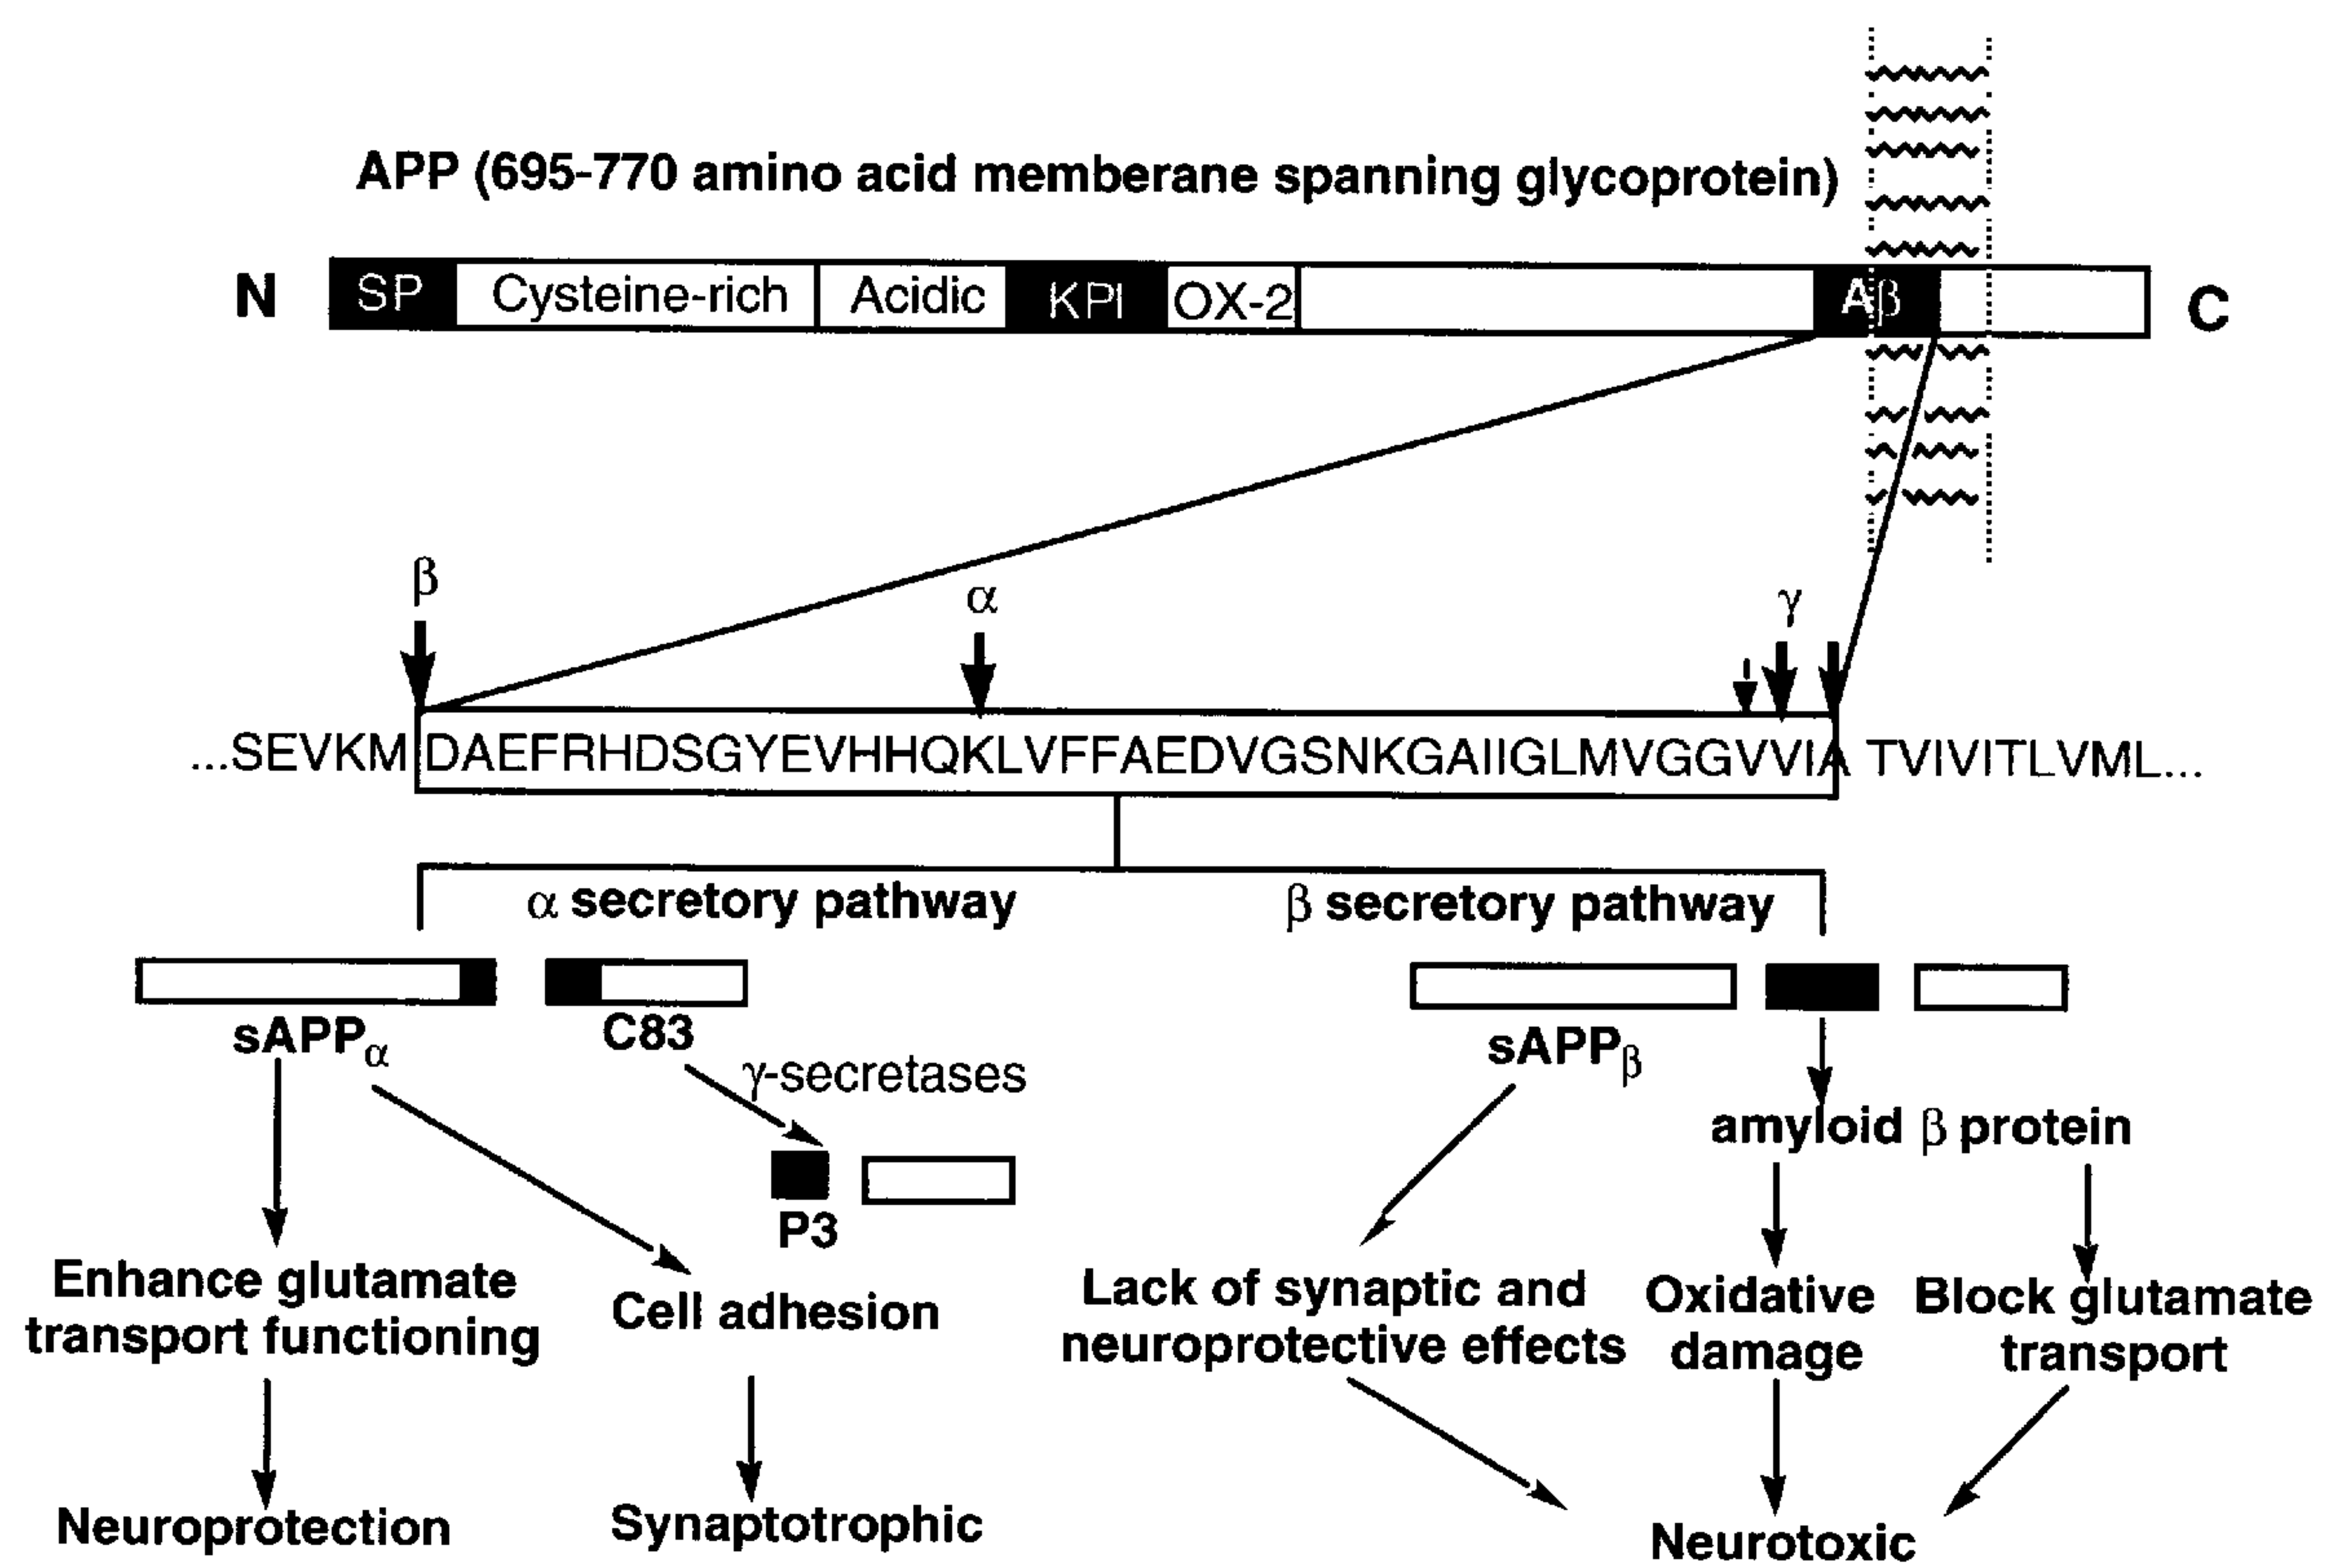 APP (695-770 amino acid memberane spanning glycoprotein)
N SP Cysteine-rich Acidic KPI OX-2 Aβ C
β α γ
...SEVKM DAEFRHDSGYEVHHQKLVFFAEDVGSNKGAIIGLMVGGVVIA TVIVITLVML...
α secretory pathway β secretory pathway
sAPPα C83 sAPPβ
γ-secretases
amyloid β protein
P3
Enhance glutamate
transport functioning
Cell adhesion
Lack of synaptic and
neuroprotective effects
Oxidative
damage
Block glutamate
transport
Neuroprotection Synaptotrophic Neurotoxic